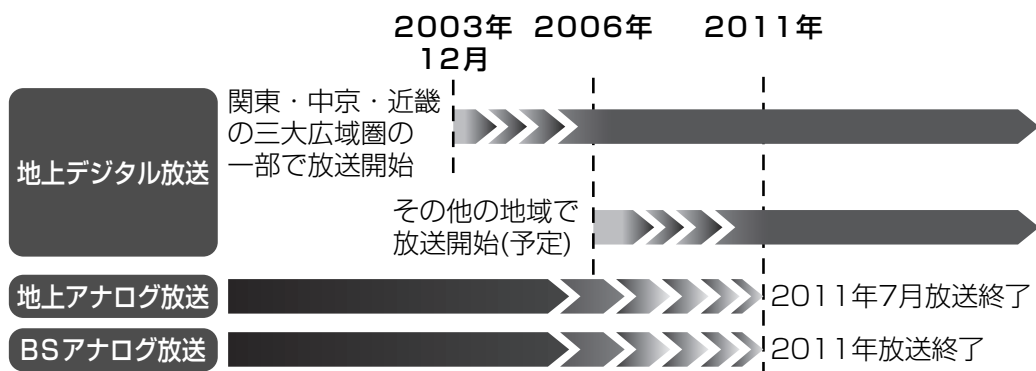 2003年 2006年 2011年
12月
地上デジタル放送
関東・中京・近畿
の三大広域圏の
一部で放送開始
その他の地域で
放送開始(予定)
地上アナログ放送
2011年7月放送終了
BSアナログ放送
2011年放送終了